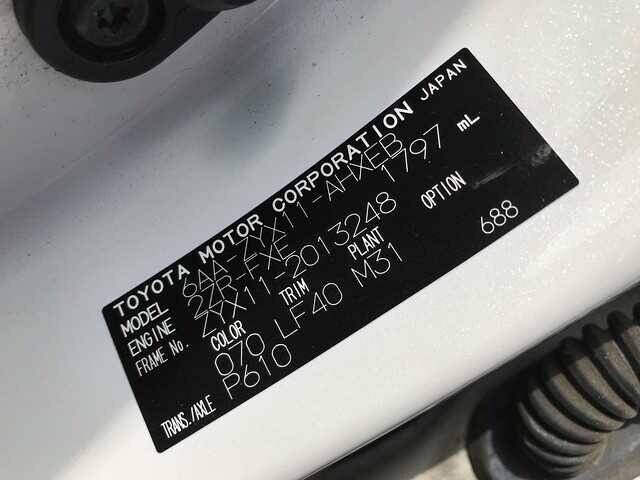 TOYOTA MOTOR CORPORATION JAPAN
MODEL 6AA-ZYX11-AHXEB
ENGINE 2ZR-FXE 1797 mL
FRAME No. ZYX11-2013248
COLOR TRIM PLANT OPTION
070 LF40 M31 688
TRANS./AXLE P610